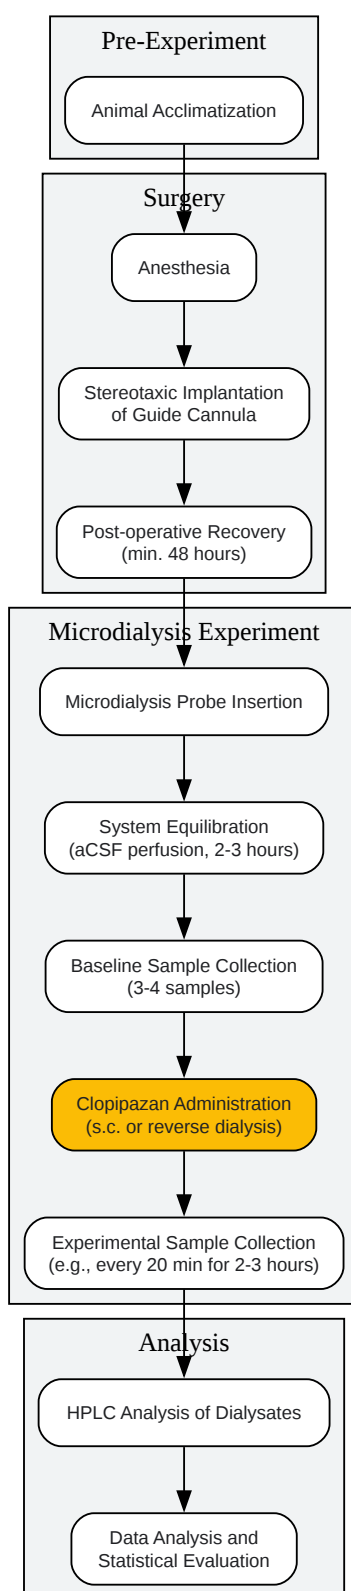 Pre-Experiment
Animal Acclimatization
Surgery
Anesthesia
Stereotaxic Implantation
of Guide Cannula
Post-operative Recovery
(min. 48 hours)
Microdialysis Experiment
Microdialysis Probe Insertion
System Equilibration
(aCSF perfusion, 2-3 hours)
Baseline Sample Collection
(3-4 samples)
Clopipazan Administration
(s.c. or reverse dialysis)
Experimental Sample Collection
(e.g., every 20 min for 2-3 hours)
Analysis
HPLC Analysis of Dialysates
Data Analysis and
Statistical Evaluation